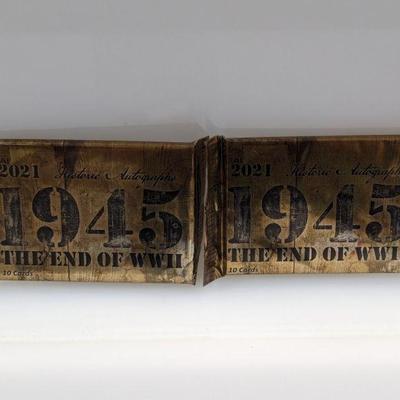 2021 Historic Autographs
1945
THE END OF WWII
10 Cards
2021 Historic Autographs
1945
THE END OF WWII
10 Cards